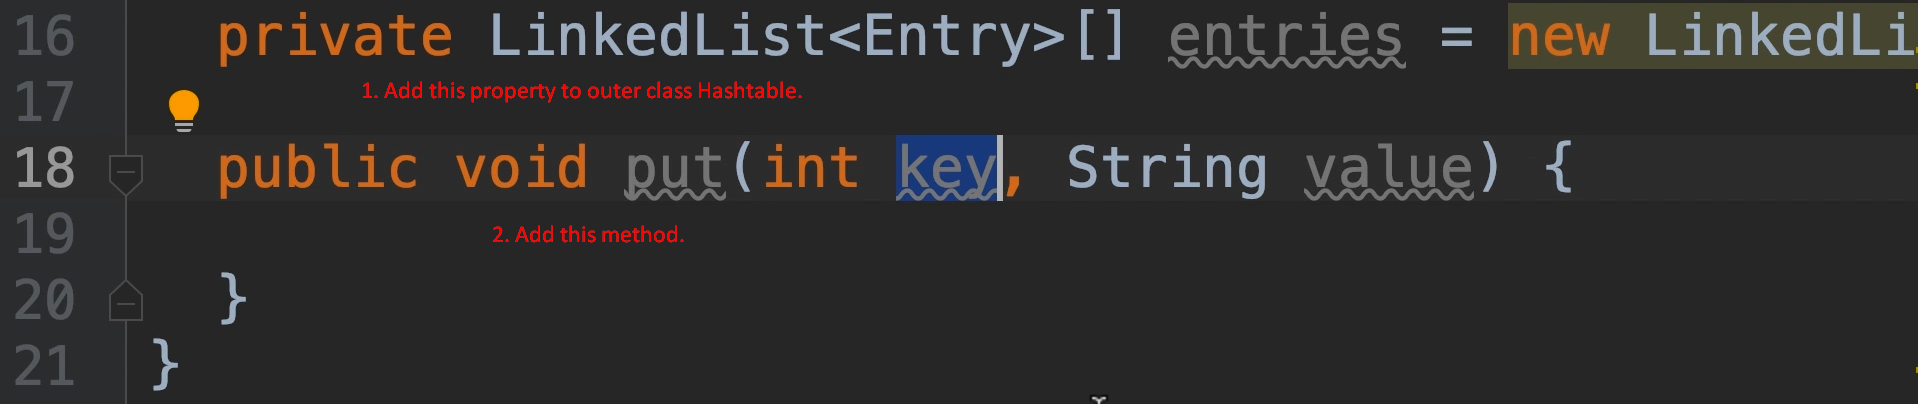 16 private LinkedList<Entry>[] entries = new LinkedLi
17 1. Add this property to outer class Hashtable.
18 public void put(int key, String value) {
19 2. Add this method.
20 }
21 }